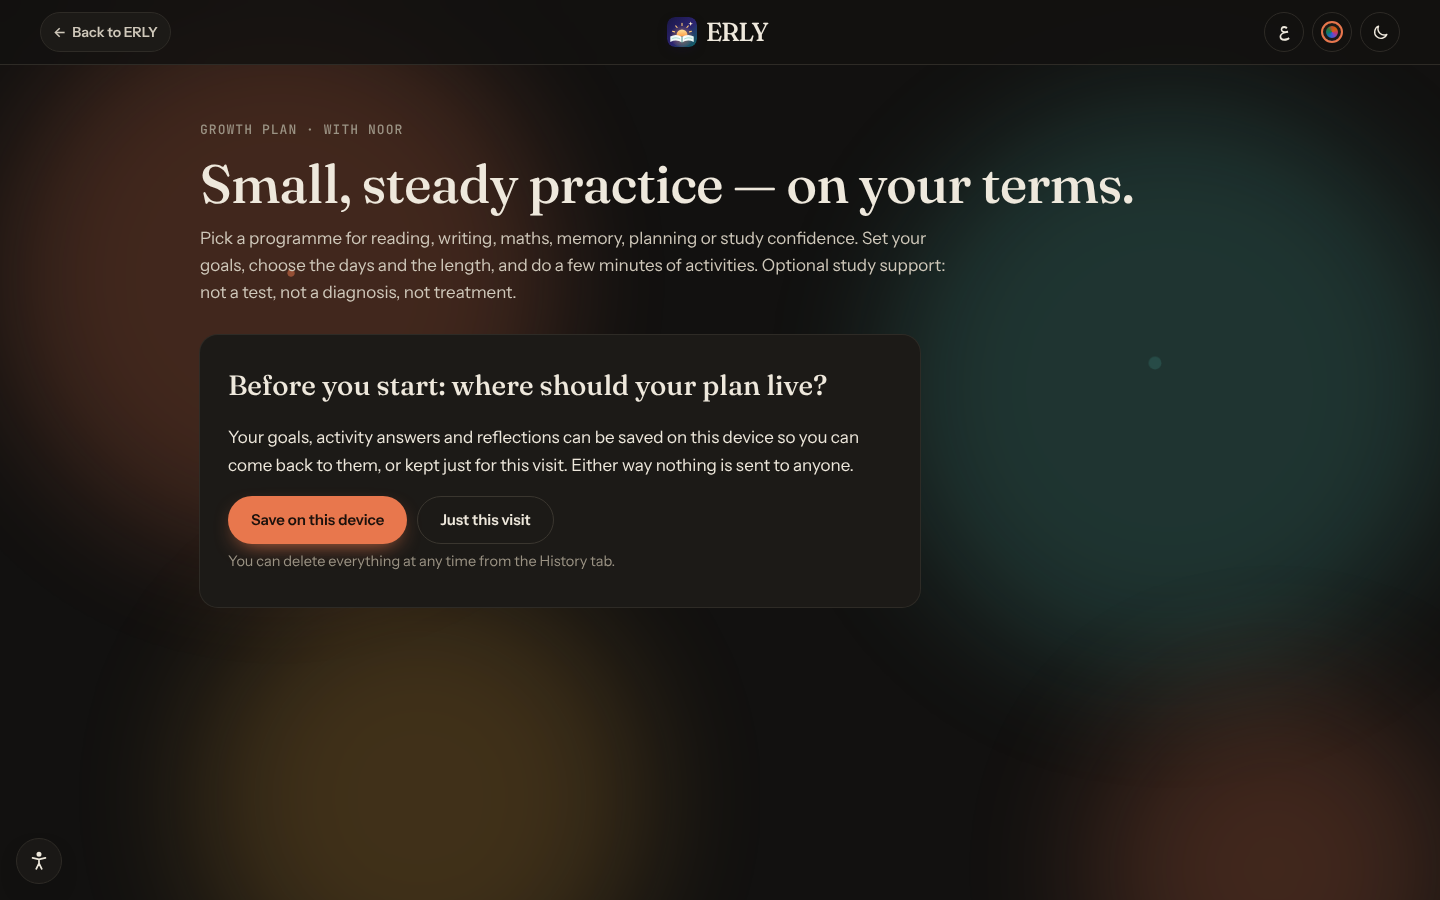 ← Back to ERLY
ERLY
ع
GROWTH PLAN · WITH NOOR
Small, steady practice — on your terms.
Pick a programme for reading, writing, maths, memory, planning or study confidence. Set your
goals, choose the days and the length, and do a few minutes of activities. Optional study support:
not a test, not a diagnosis, not treatment.
Before you start: where should your plan live?
Your goals, activity answers and reflections can be saved on this device so you can
come back to them, or kept just for this visit. Either way nothing is sent to anyone.
Save on this device
Just this visit
You can delete everything at any time from the History tab.